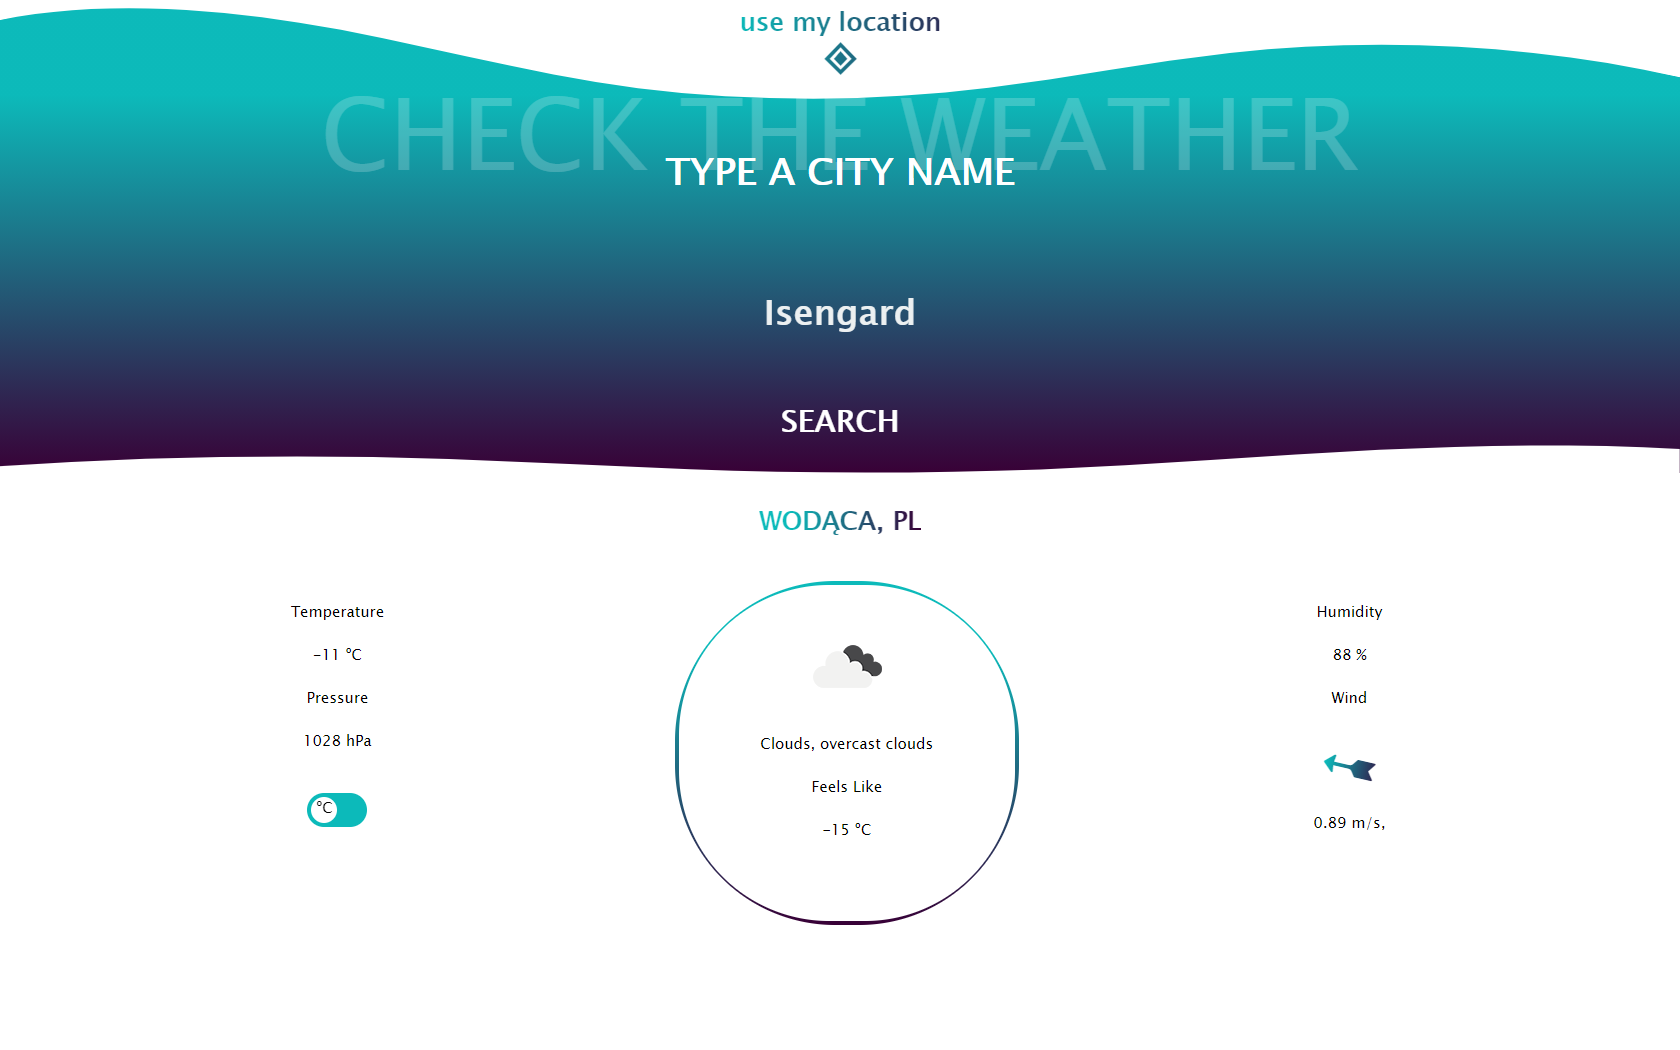 use my location
CHECK THE WEATHER
TYPE A CITY NAME
Isengard
SEARCH
WODĄCA, PL
Temperature
-11 °C
Pressure
1028 hPa
°C
Clouds, overcast clouds
Feels Like
-15 °C
Humidity
88 %
Wind
0.89 m/s,